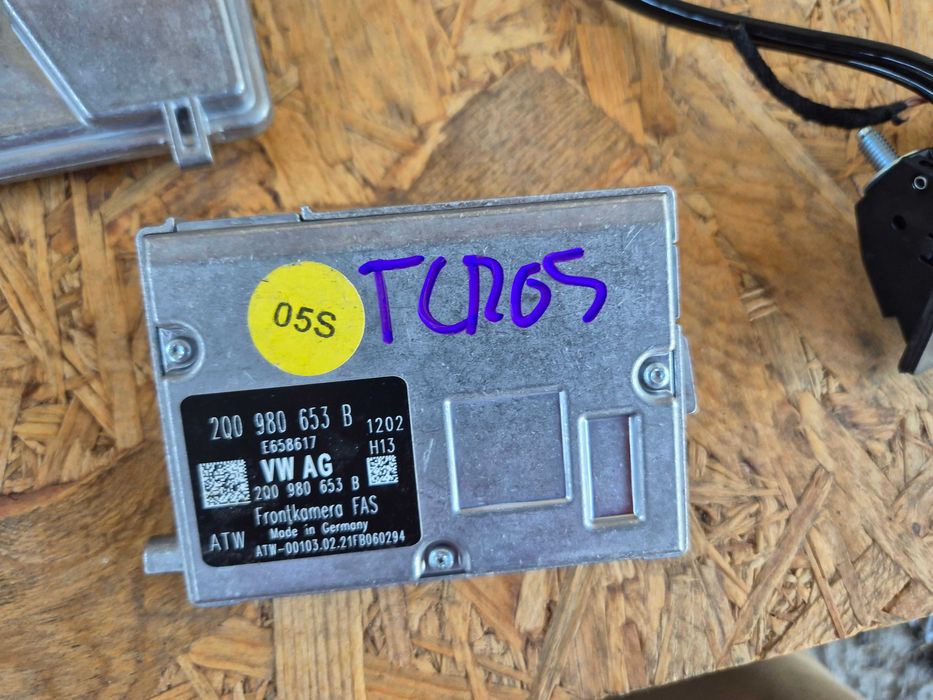 05S
TCROS
2Q0 980 653 B
1202
E658617
H13
VW AG
2Q0 980 653 B
Frontkamera FAS
Made in Germany
ATW
ATW-00103.02.21FB060294